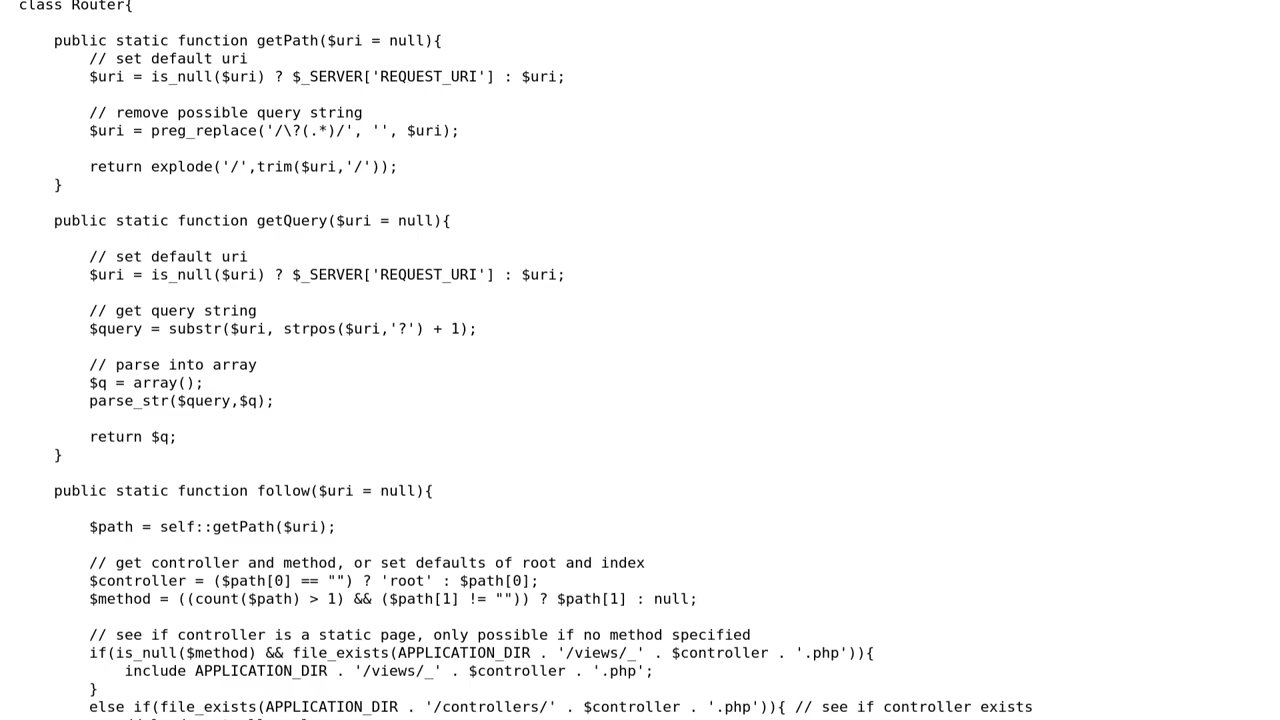 class Router{
public static function getPath($uri = null){
// set default uri
$uri = is_null($uri) ? $_SERVER['REQUEST_URI'] : $uri;
// remove possible query string
$uri = preg_replace('/\?(.*)/', '', $uri);
return explode('/',trim($uri,'/'));
}
public static function getQuery($uri = null){
// set default uri
$uri = is_null($uri) ? $_SERVER['REQUEST_URI'] : $uri;
// get query string
$query = substr($uri, strpos($uri,'?') + 1);
// parse into array
$q = array();
parse_str($query,$q);
return $q;
}
public static function follow($uri = null){
$path = self::getPath($uri);
// get controller and method, or set defaults of root and index
$controller = ($path[0] == "") ? 'root' : $path[0];
$method = ((count($path) > 1) && ($path[1] != "")) ? $path[1] : null;
// see if controller is a static page, only possible if no method specified
if(is_null($method) && file_exists(APPLICATION_DIR . '/views/_' . $controller . '.php')){
include APPLICATION_DIR . '/views/_' . $controller . '.php';
}
else if(file_exists(APPLICATION_DIR . '/controllers/' . $controller . '.php')){ // see if controller exists